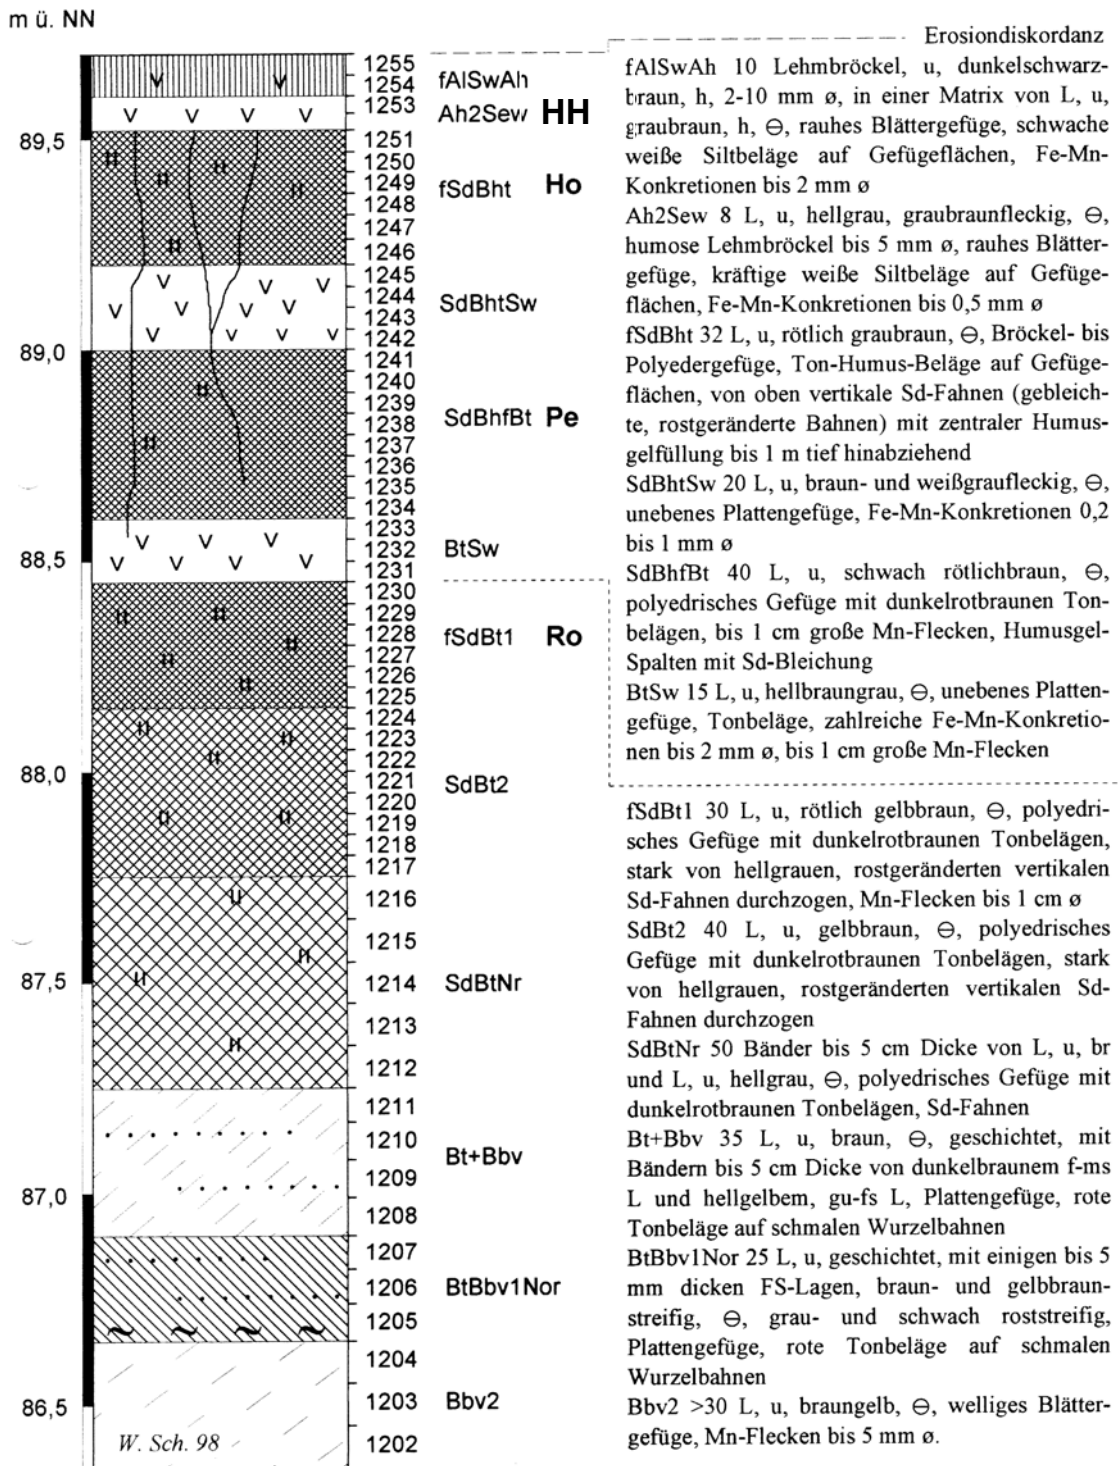 m ü. NN
89,5
89,0
88,5
88,0
87,5
87,0
86,5
W. Sch. 98
1255
1254
1253
1251
1250
1249
1248
1247
1246
1245
1244
1243
1242
1241
1240
1239
1238
1237
1236
1235
1234
1233
1232
1231
1230
1229
1228
1227
1226
1225
1224
1223
1222
1221
1220
1219
1218
1217
1216
1215
1214
1213
1212
1211
1210
1209
1208
1207
1206
1205
1204
1203
1202
fAlSwAh
Ah2Sew HH
fSdBht Ho
SdBhtSw
SdBhfBt Pe
BtSw
fSdBt1 Ro
SdBt2
SdBtNr
Bt+Bbv
BtBbv1Nor
Bbv2
Erosiondiskordanz
fAlSwAh 10 Lehmbröckel, u, dunkelschwarz-
braun, h, 2-10 mm ø, in einer Matrix von L, u,
graubraun, h, ⊖, rauhes Blättergefüge, schwache
weiße Siltbeläge auf Gefügeflächen, Fe-Mn-
Konkretionen bis 2 mm ø
Ah2Sew 8 L, u, hellgrau, graubraunfleckig, ⊖,
humose Lehmbröckel bis 5 mm ø, rauhes Blätter-
gefüge, kräftige weiße Siltbeläge auf Gefüge-
flächen, Fe-Mn-Konkretionen bis 0,5 mm ø
fSdBht 32 L, u, rötlich graubraun, ⊖, Bröckel- bis
Polyedergefüge, Ton-Humus-Beläge auf Gefüge-
flächen, von oben vertikale Sd-Fahnen (gebleich-
te, rostgeränderte Bahnen) mit zentraler Humus-
gelfüllung bis 1 m tief hinabziehend
SdBhtSw 20 L, u, braun- und weißgraufleckig, ⊖,
unebenes Plattengefüge, Fe-Mn-Konkretionen 0,2
bis 1 mm ø
SdBhfBt 40 L, u, schwach rötlichbraun, ⊖,
polyedrisches Gefüge mit dunkelrotbraunen Ton-
belägen, bis 1 cm große Mn-Flecken, Humusgel-
Spalten mit Sd-Bleichung
BtSw 15 L, u, hellbraungrau, ⊖, unebenes Platten-
gefüge, Tonbeläge, zahlreiche Fe-Mn-Konkretio-
nen bis 2 mm ø, bis 1 cm große Mn-Flecken
fSdBt1 30 L, u, rötlich gelbbraun, ⊖, polyedri-
sches Gefüge mit dunkelrotbraunen Tonbelägen,
stark von hellgrauen, rostgeränderten vertikalen
Sd-Fahnen durchzogen, Mn-Flecken bis 1 cm ø
SdBt2 40 L, u, gelbbraun, ⊖, polyedrisches
Gefüge mit dunkelrotbraunen Tonbelägen, stark
von hellgrauen, rostgeränderten vertikalen Sd-
Fahnen durchzogen
SdBtNr 50 Bänder bis 5 cm Dicke von L, u, br
und L, u, hellgrau, ⊖, polyedrisches Gefüge mit
dunkelrotbraunen Tonbelägen, Sd-Fahnen
Bt+Bbv 35 L, u, braun, ⊖, geschichtet, mit
Bändern bis 5 cm Dicke von dunkelbraunem f-ms
L und hellgelbem, gu-fs L, Plattengefüge, rote
Tonbeläge auf schmalen Wurzelbahnen
BtBbv1Nor 25 L, u, geschichtet, mit einigen bis 5
mm dicken FS-Lagen, braun- und gelbbraun-
streifig, ⊖, grau- und schwach roststreifig,
Plattengefüge, rote Tonbeläge auf schmalen
Wurzelbahnen
Bbv2 >30 L, u, braungelb, ⊖, welliges Blätter-
gefüge, Mn-Flecken bis 5 mm ø.